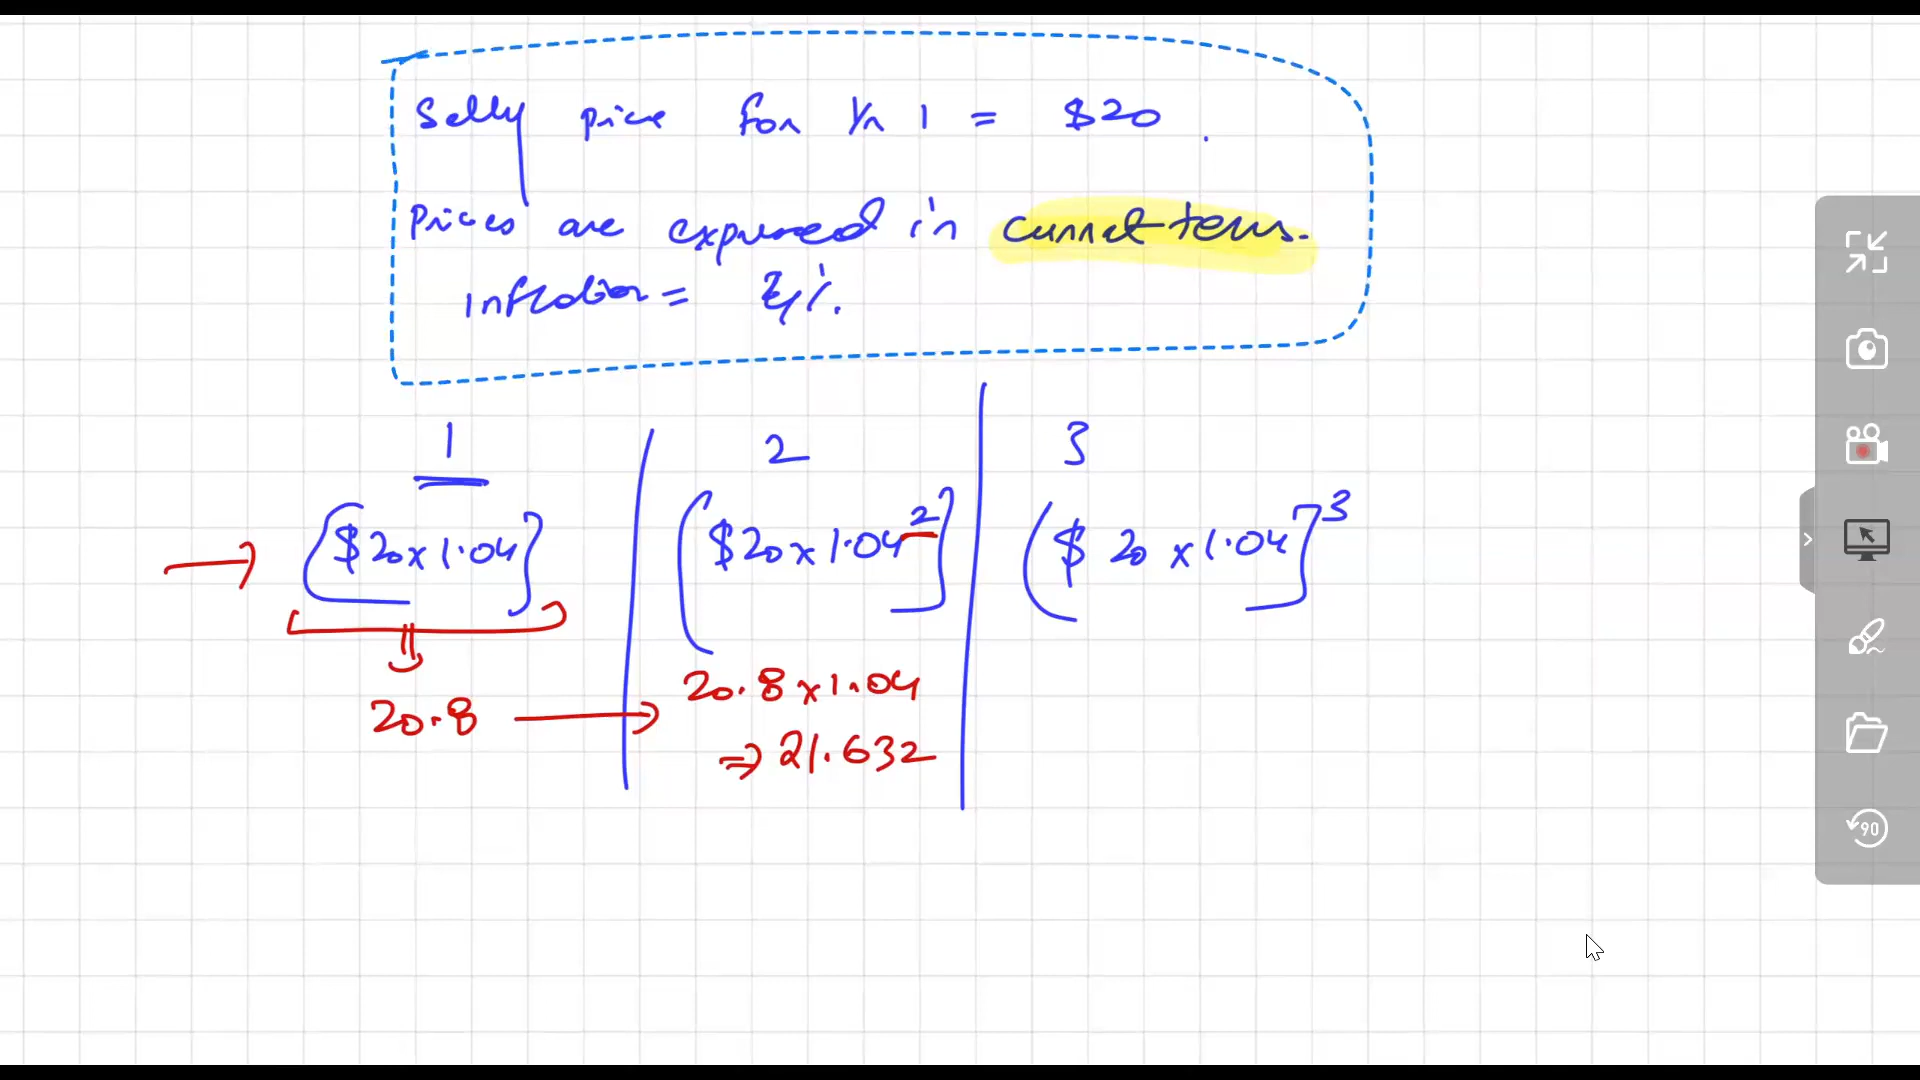 Selling price for Yr 1 = $20.
Prices are expressed in current terms.
inflation = 4%.
1 2 3
[$20 x 1.04] [$20 x 1.04²] ($ 20 x 1.04]³
20.8 → 20.8 x 1.04
⇒ 21.632
90